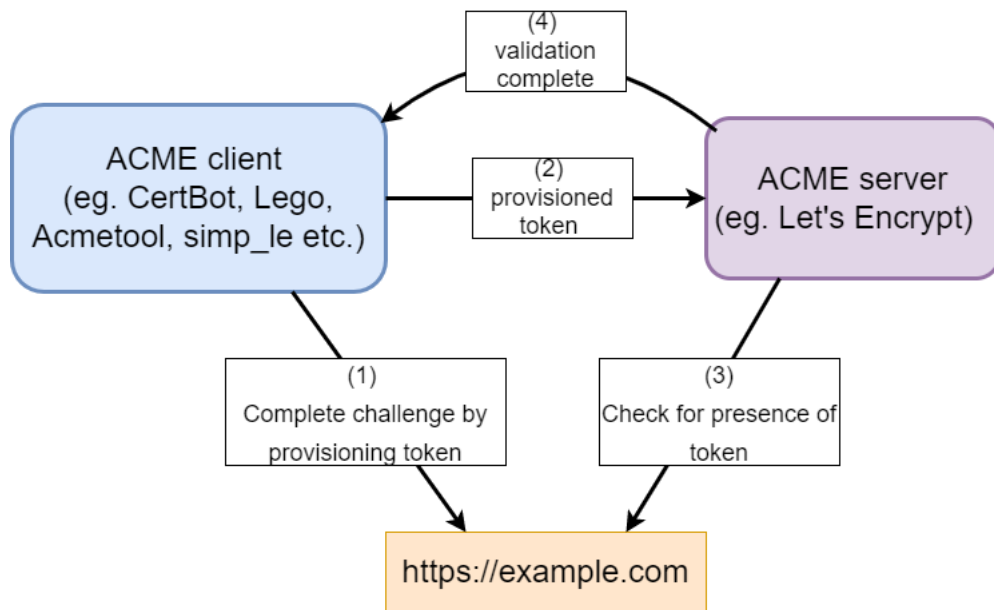 (4)
validation
complete
ACME client
(eg. CertBot, Lego,
Acmetool, simp_le etc.)
(2)
provisioned
token
ACME server
(eg. Let's Encrypt)
(1)
Complete challenge by
provisioning token
(3)
Check for presence of
token
https://example.com